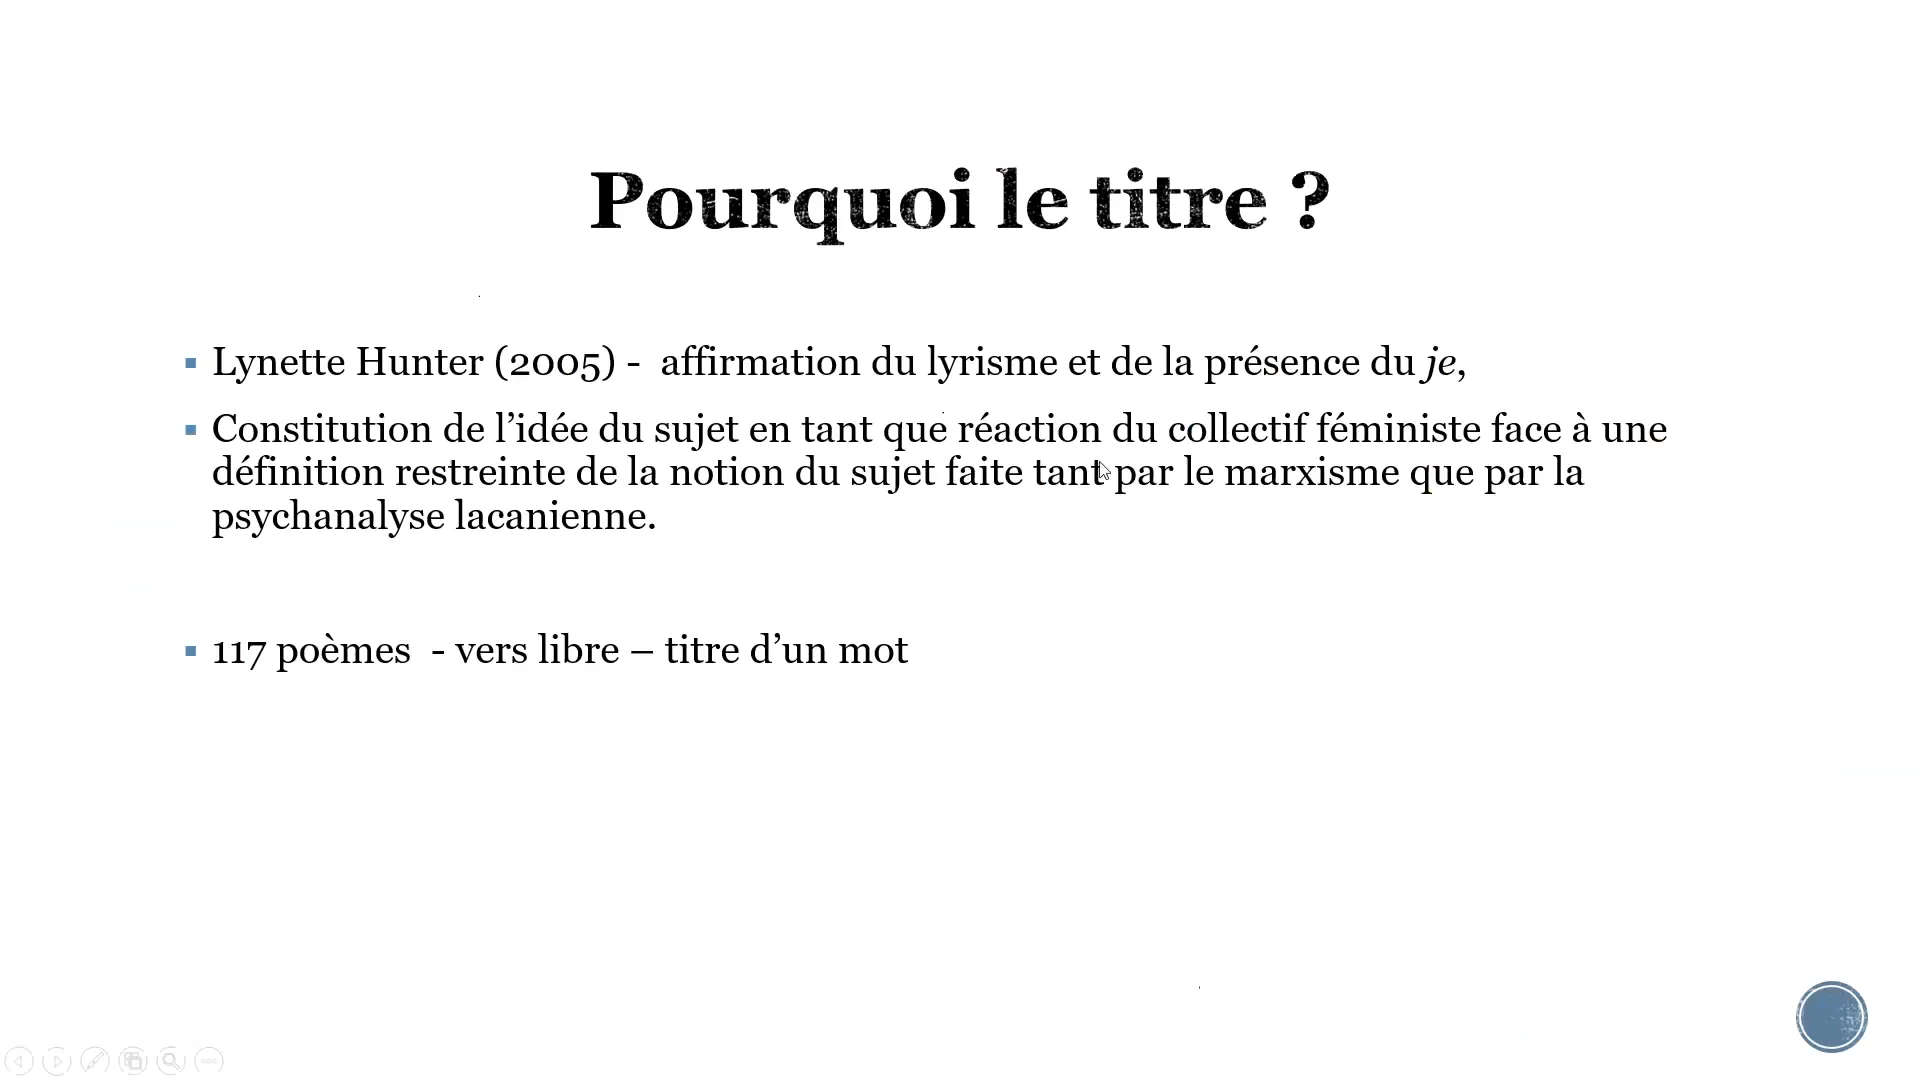 Pourquoi le titre ?
Lynette Hunter (2005) -  affirmation du lyrisme et de la présence du je,
Constitution de l’idée du sujet en tant que réaction du collectif féministe face à une
définition restreinte de la notion du sujet faite tant par le marxisme que par la
psychanalyse lacanienne.
117 poèmes  - vers libre – titre d’un mot